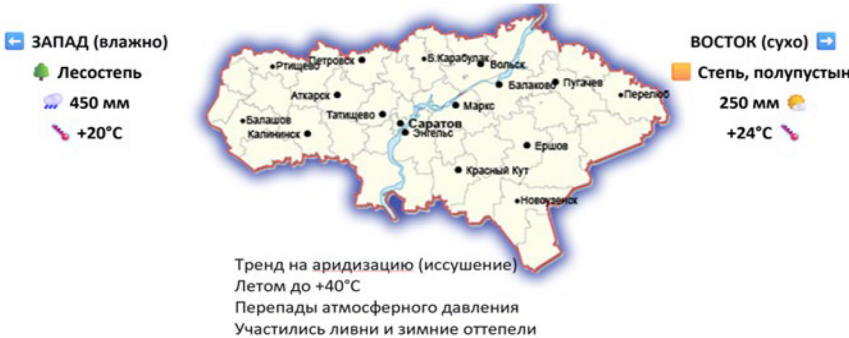 ЗАПАД (влажно)
Лесостепь
450 мм
+20°C
Ртищево
Петровск
Б.Карабулак
Вольск
Аткарск
Балаково
Пугачев
Перелюб
Маркс
Татищево
Балашов
Саратов
Калининск
Энгельс
Ершов
Красный Кут
Новоузенск
ВОСТОК (сухо)
Степь, полупустын
250 мм
+24°C
Тренд на аридизацию (иссушение)
Летом до +40°C
Перепады атмосферного давления
Участились ливни и зимние оттепели